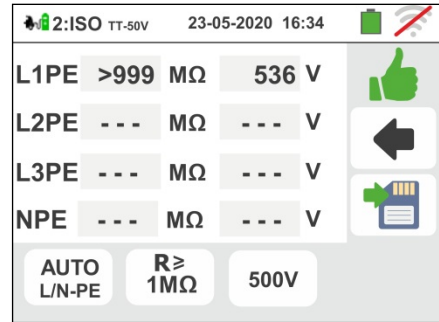 2:ISO TT-50V 23-05-2020 16:34
L1PE >999 MΩ 536 V
L2PE - - - MΩ - - - V
L3PE - - - MΩ - - - V
NPE - - - MΩ - - - V
AUTO R≥ 500V
L/N-PE 1MΩ